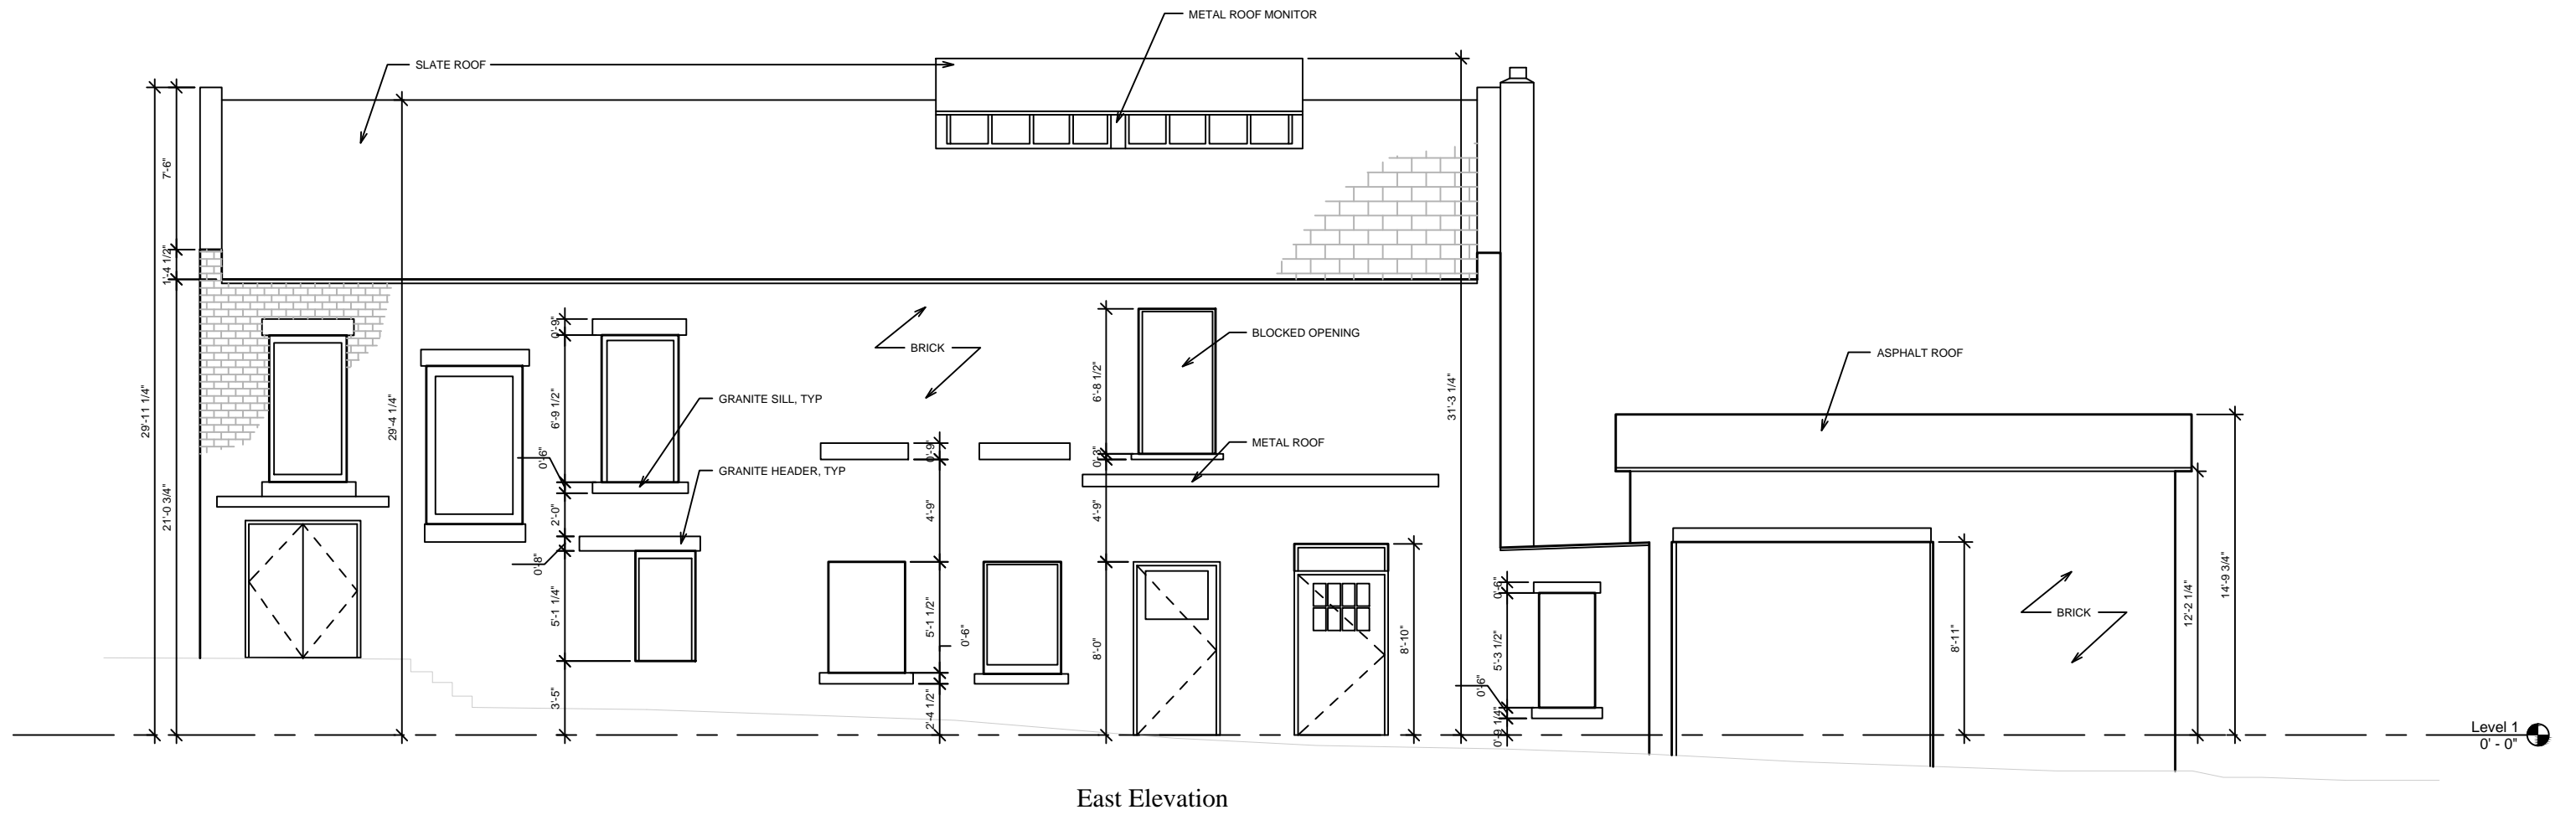 METAL ROOF MONITOR
SLATE ROOF
7'-6"
1'-4 1/2"
29'-11 1/4"
21'-0 3/4"
29'-4 1/4"
0'-9"
6'-9 1/2"
0'-6"
2'-0"
0'-8"
5'-1 1/4"
3'-5"
GRANITE SILL, TYP
GRANITE HEADER, TYP
BRICK
0'-9"
4'-9"
5'-1 1/2"
0'-6"
2'-4 1/2"
6'-8 1/2"
0'-3"
4'-9"
8'-0"
BLOCKED OPENING
METAL ROOF
8'-10"
31'-3 1/4"
0'-6"
5'-3 1/2"
0'-6"
0'-9 1/4"
ASPHALT ROOF
8'-11"
BRICK
12'-2 1/4"
14'-9 3/4"
Level 1
0' - 0"
East Elevation